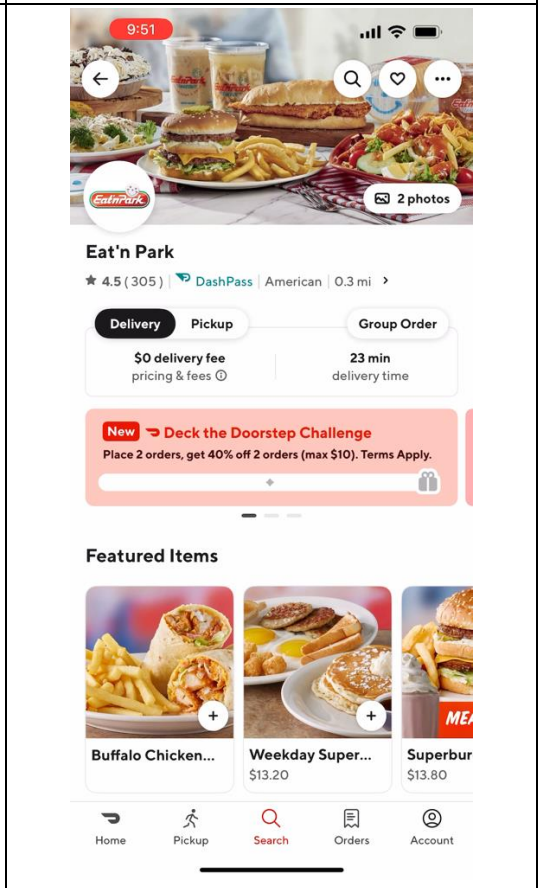 9:51
Eat'nPark
2 photos
Eat'n Park
4.5 (305) | DashPass | American | 0.3 mi
Delivery Pickup Group Order
$0 delivery fee 23 min
pricing & fees delivery time
New Deck the Doorstep Challenge
Place 2 orders, get 40% off 2 orders (max $10). Terms Apply.
Featured Items
Buffalo Chicken... Weekday Super... Superbur
$13.20 $13.80
Home Pickup Search Orders Account